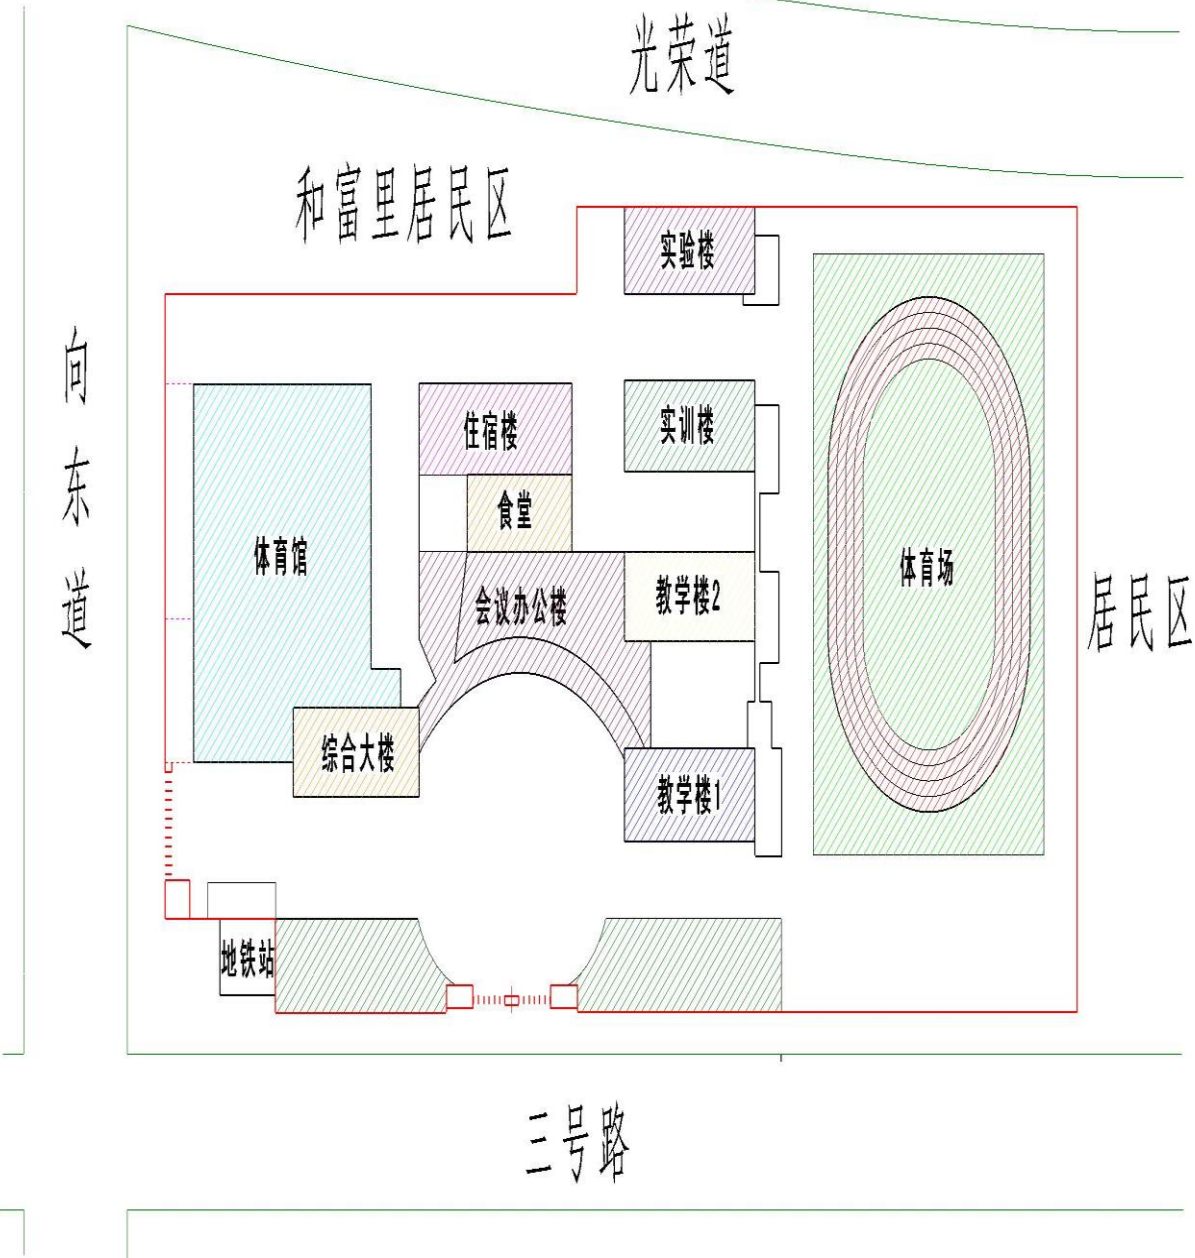 光荣道
和富里居民区
实验楼
向东道
住宿楼
实训楼
食堂
体育馆
体育场
会议办公楼
教学楼2
居民区
综合大楼
教学楼1
地铁站
三号路